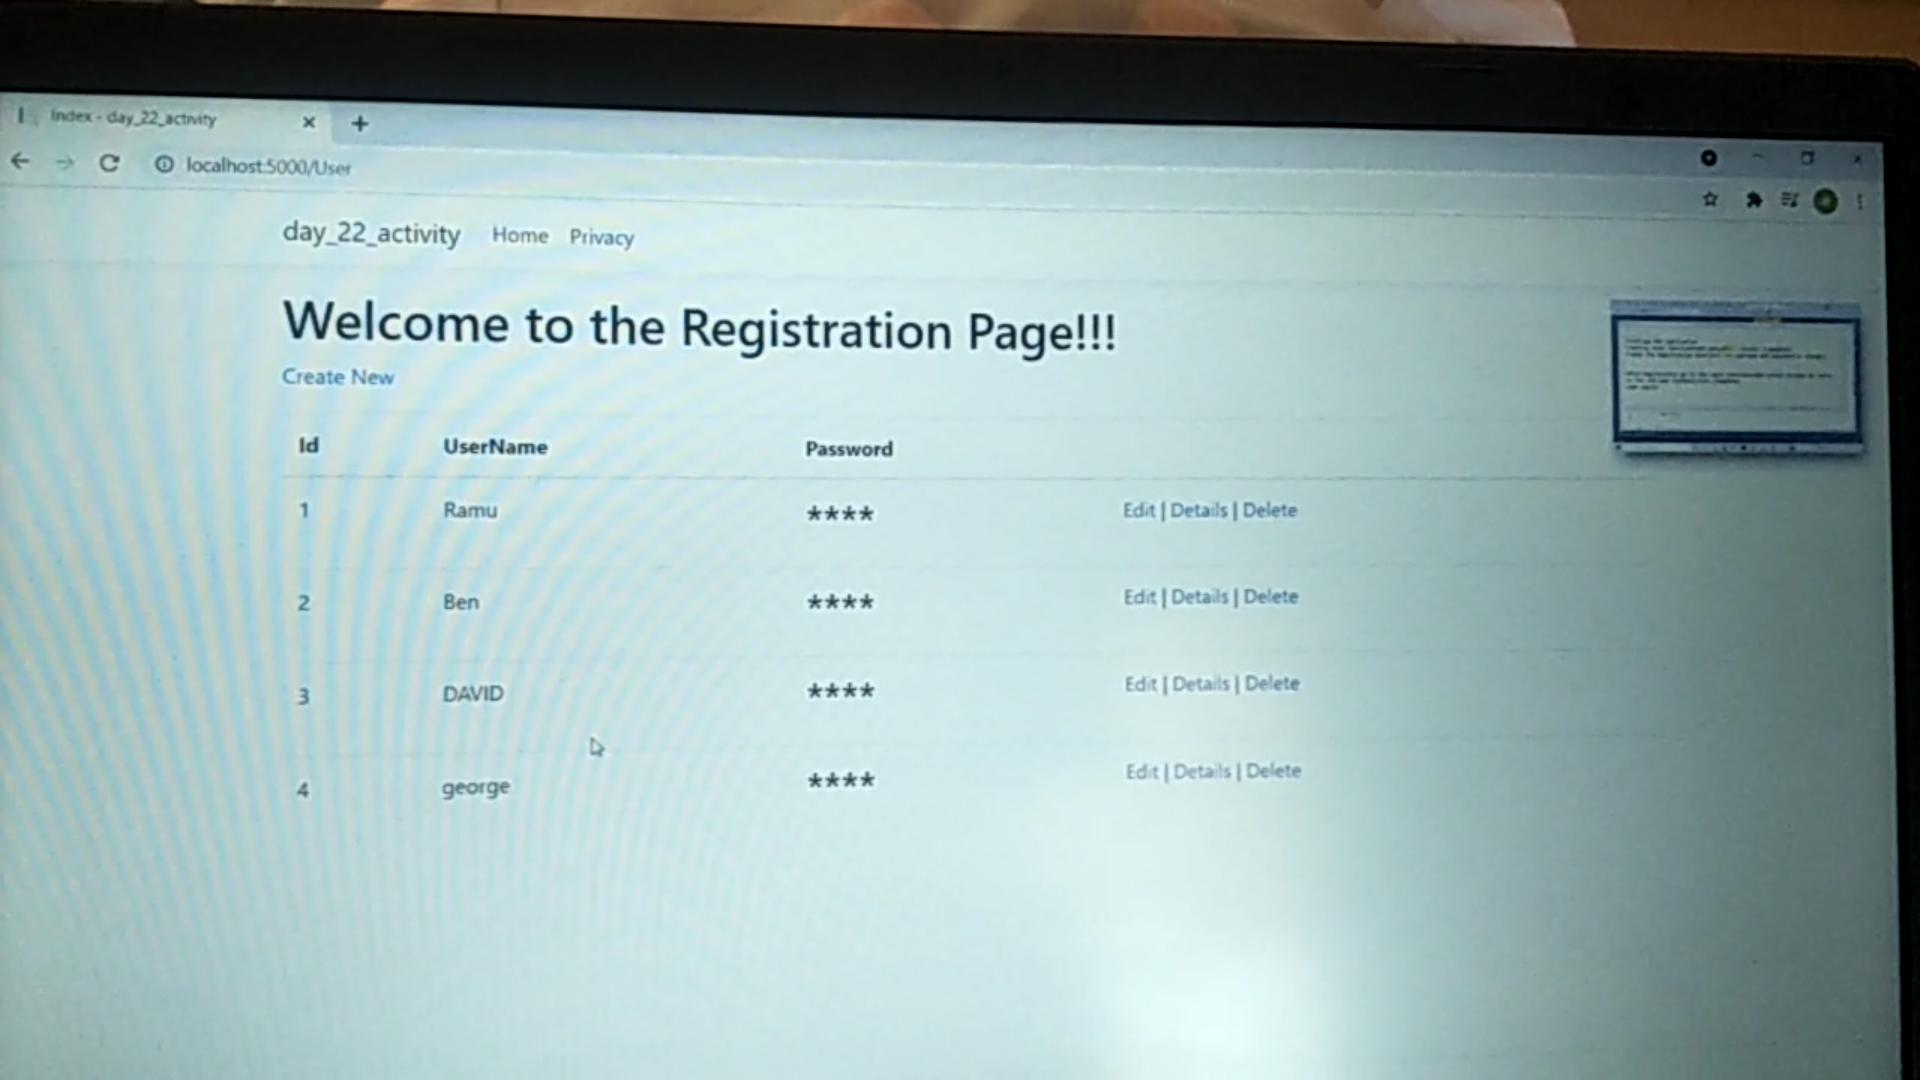 Index - day_22_activity
localhost:5000/User
day_22_activity Home Privacy
Welcome to the Registration Page!!!
Create New
Id UserName Password
1 Ramu **** Edit | Details | Delete
2 Ben **** Edit | Details | Delete
3 DAVID **** Edit | Details | Delete
4 george **** Edit | Details | Delete